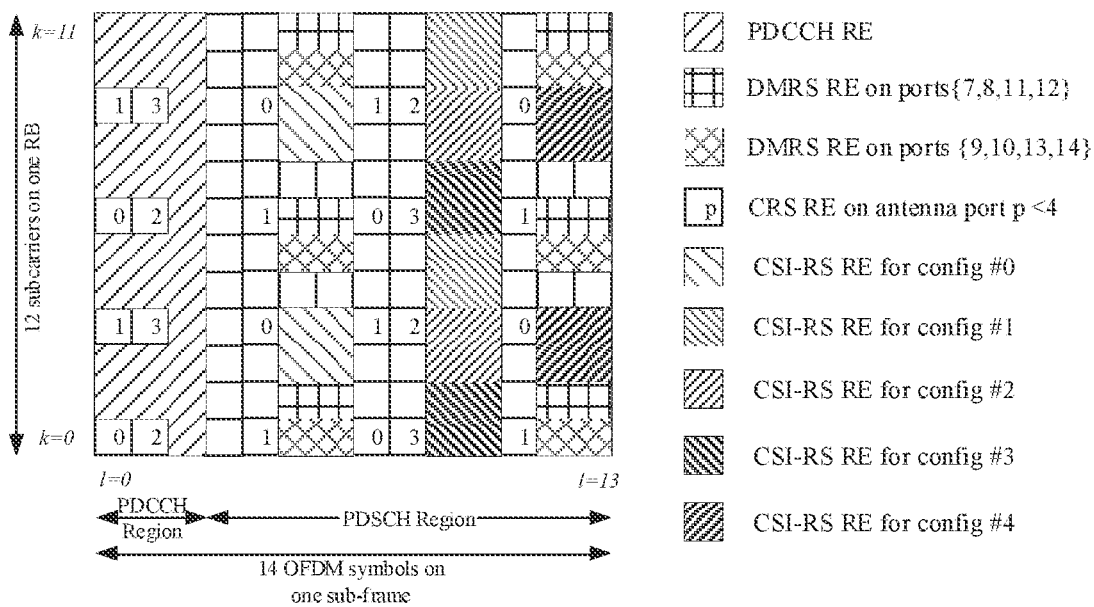 k=11
12 subcarriers on one RB
1 3 0 1 2 0
0 2 1 0 3 1
1 3 0 1 2 0
0 2 1 0 3 1
k=0
l=0 l=13
PDCCH
Region
PDSCH Region
14 OFDM symbols on
one sub-frame
PDCCH RE
DMRS RE on ports{7,8,11,12}
DMRS RE on ports {9,10,13,14}
p CRS RE on antenna port p <4
CSI-RS RE for config #0
CSI-RS RE for config #1
CSI-RS RE for config #2
CSI-RS RE for config #3
CSI-RS RE for config #4